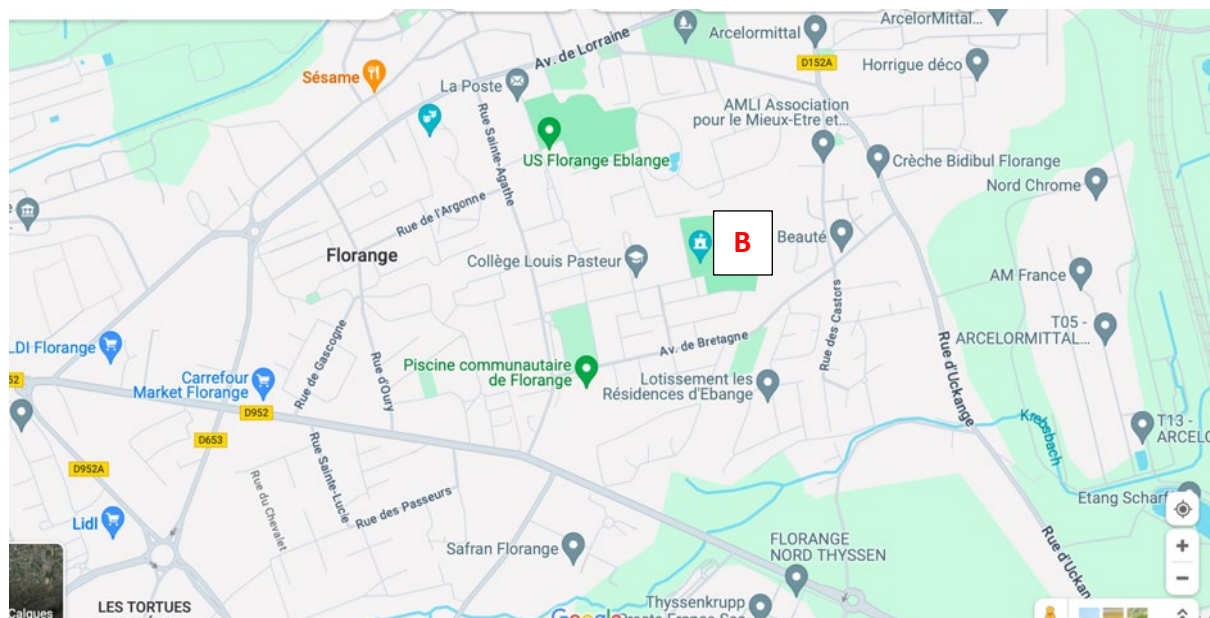 ArcelorMittal...
Arcelormittal
Av. de Lorraine
D152A
Horrigue déco
Sésame
La Poste
AMLI Association
pour le Mieux-Etre et...
Rue Sainte-Agathe
US Florange Eblange
Crèche Bidibul Florange
Nord Chrome
Rue de l'Argonne
B
Beauté
Florange
Collège Louis Pasteur
AM France
T05 -
ARCELORMITTAL...
Rue de Gascogne
Rue d'Oury
Av. de Bretagne
Rue des Castors
Rue d'Uckange
LDI Florange
Carrefour
Market Florange
Piscine communautaire
de Florange
Lotissement les
Résidences d'Ebange
52
D952
D653
Krebsbach
T13 -
ARCELO
D952A
Rue Sainte-Lucie
Rue du Chevalet
Rue des Passeurs
Lidl
Etang Scharf
Safran Florange
FLORANGE
NORD THYSSEN
Rue d'Uckan
LES TORTUES
Calques
Google
Thyssenkrupp